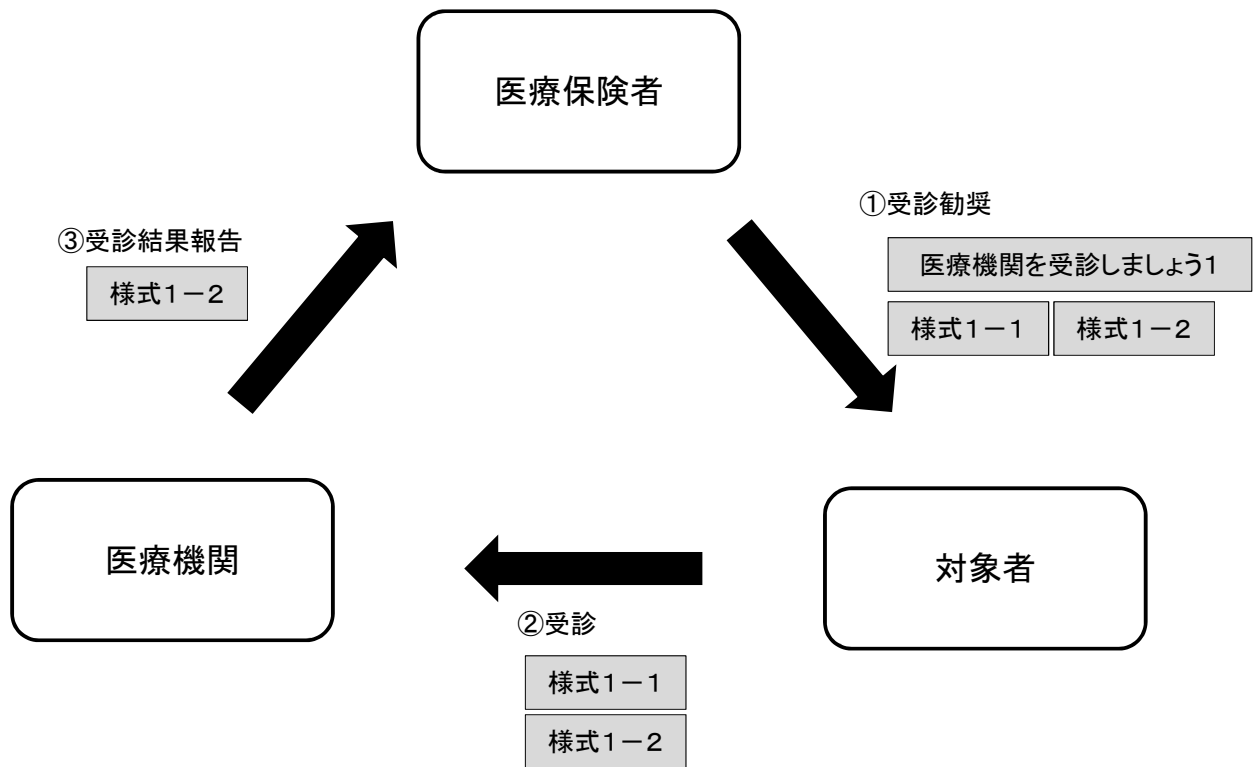 医療保険者
①受診勧奨
医療機関を受診しましょう1
様式1－1 様式1－2
対象者
②受診
様式1－1
様式1－2
医療機関
③受診結果報告
様式1－2